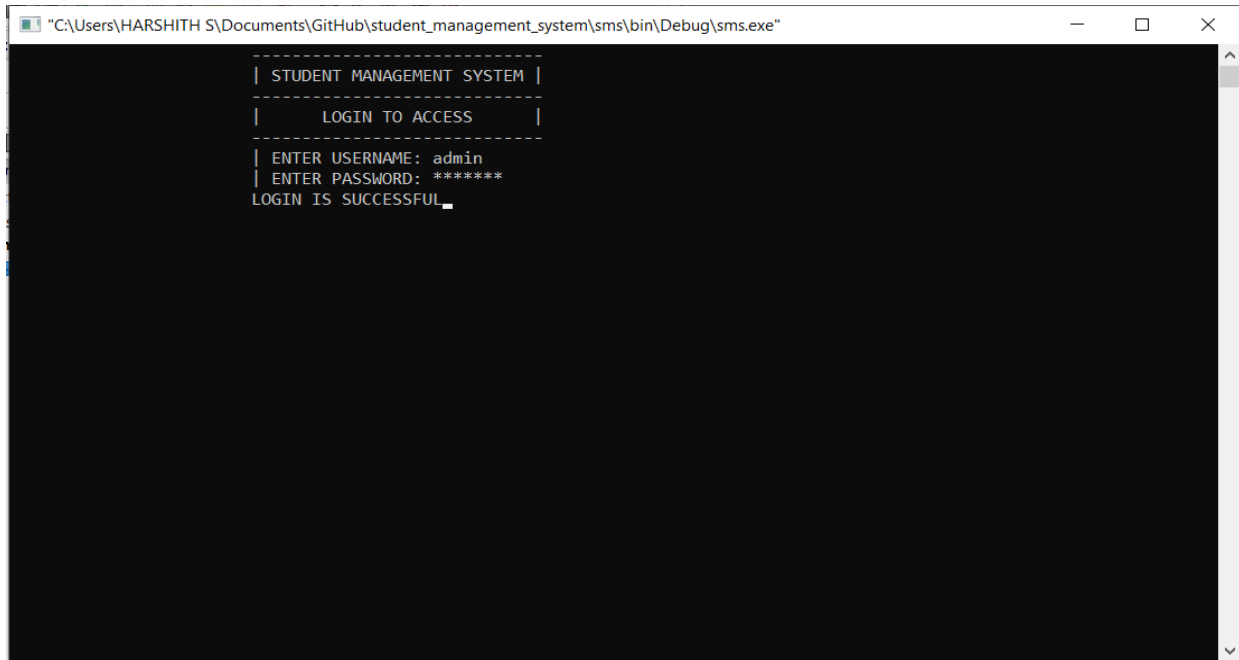 "C:\Users\HARSHITH S\Documents\GitHub\student_management_system\sms\bin\Debug\sms.exe"
-----------------------------
| STUDENT MANAGEMENT SYSTEM |
-----------------------------
| LOGIN TO ACCESS |
-----------------------------
| ENTER USERNAME: admin
| ENTER PASSWORD: *******
LOGIN IS SUCCESSFUL